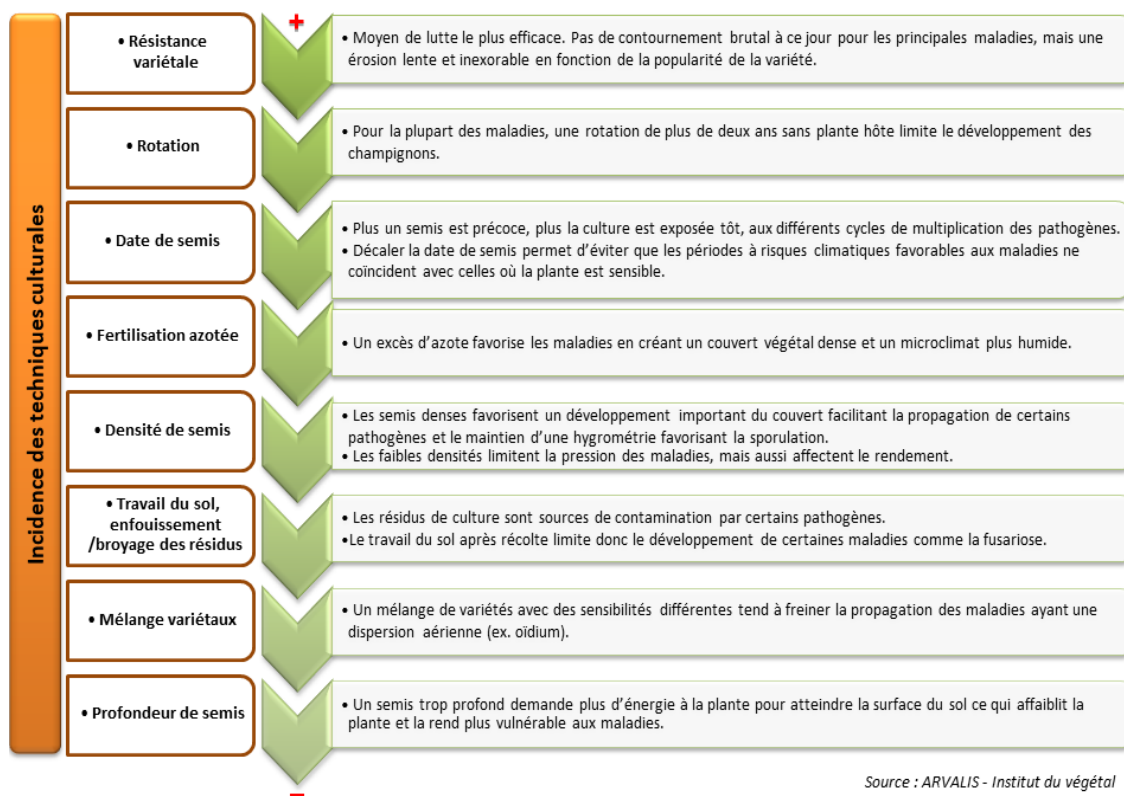 Incidence des techniques culturales
+
• Résistance
variétale
• Moyen de lutte le plus efficace. Pas de contournement brutal à ce jour pour les principales maladies, mais une
érosion lente et inexorable en fonction de la popularité de la variété.
• Rotation
• Pour la plupart des maladies, une rotation de plus de deux ans sans plante hôte limite le développement des
champignons.
• Date de semis
• Plus un semis est précoce, plus la culture est exposée tôt, aux différents cycles de multiplication des pathogènes.
• Décaler la date de semis permet d'éviter que les périodes à risques climatiques favorables aux maladies ne
coïncident avec celles où la plante est sensible.
• Fertilisation azotée
• Un excès d'azote favorise les maladies en créant un couvert végétal dense et un microclimat plus humide.
• Densité de semis
• Les semis denses favorisent un développement important du couvert facilitant la propagation de certains
pathogènes et le maintien d'une hygrométrie favorisant la sporulation.
• Les faibles densités limitent la pression des maladies, mais aussi affectent le rendement.
• Travail du sol,
enfouissement
/broyage des résidus
• Les résidus de culture sont sources de contamination par certains pathogènes.
•Le travail du sol après récolte limite donc le développement de certaines maladies comme la fusariose.
• Mélange variétaux
• Un mélange de variétés avec des sensibilités différentes tend à freiner la propagation des maladies ayant une
dispersion aérienne (ex. oïdium).
• Profondeur de semis
• Un semis trop profond demande plus d'énergie à la plante pour atteindre la surface du sol ce qui affaiblit la
plante et la rend plus vulnérable aux maladies.
–
Source : ARVALIS - Institut du végétal